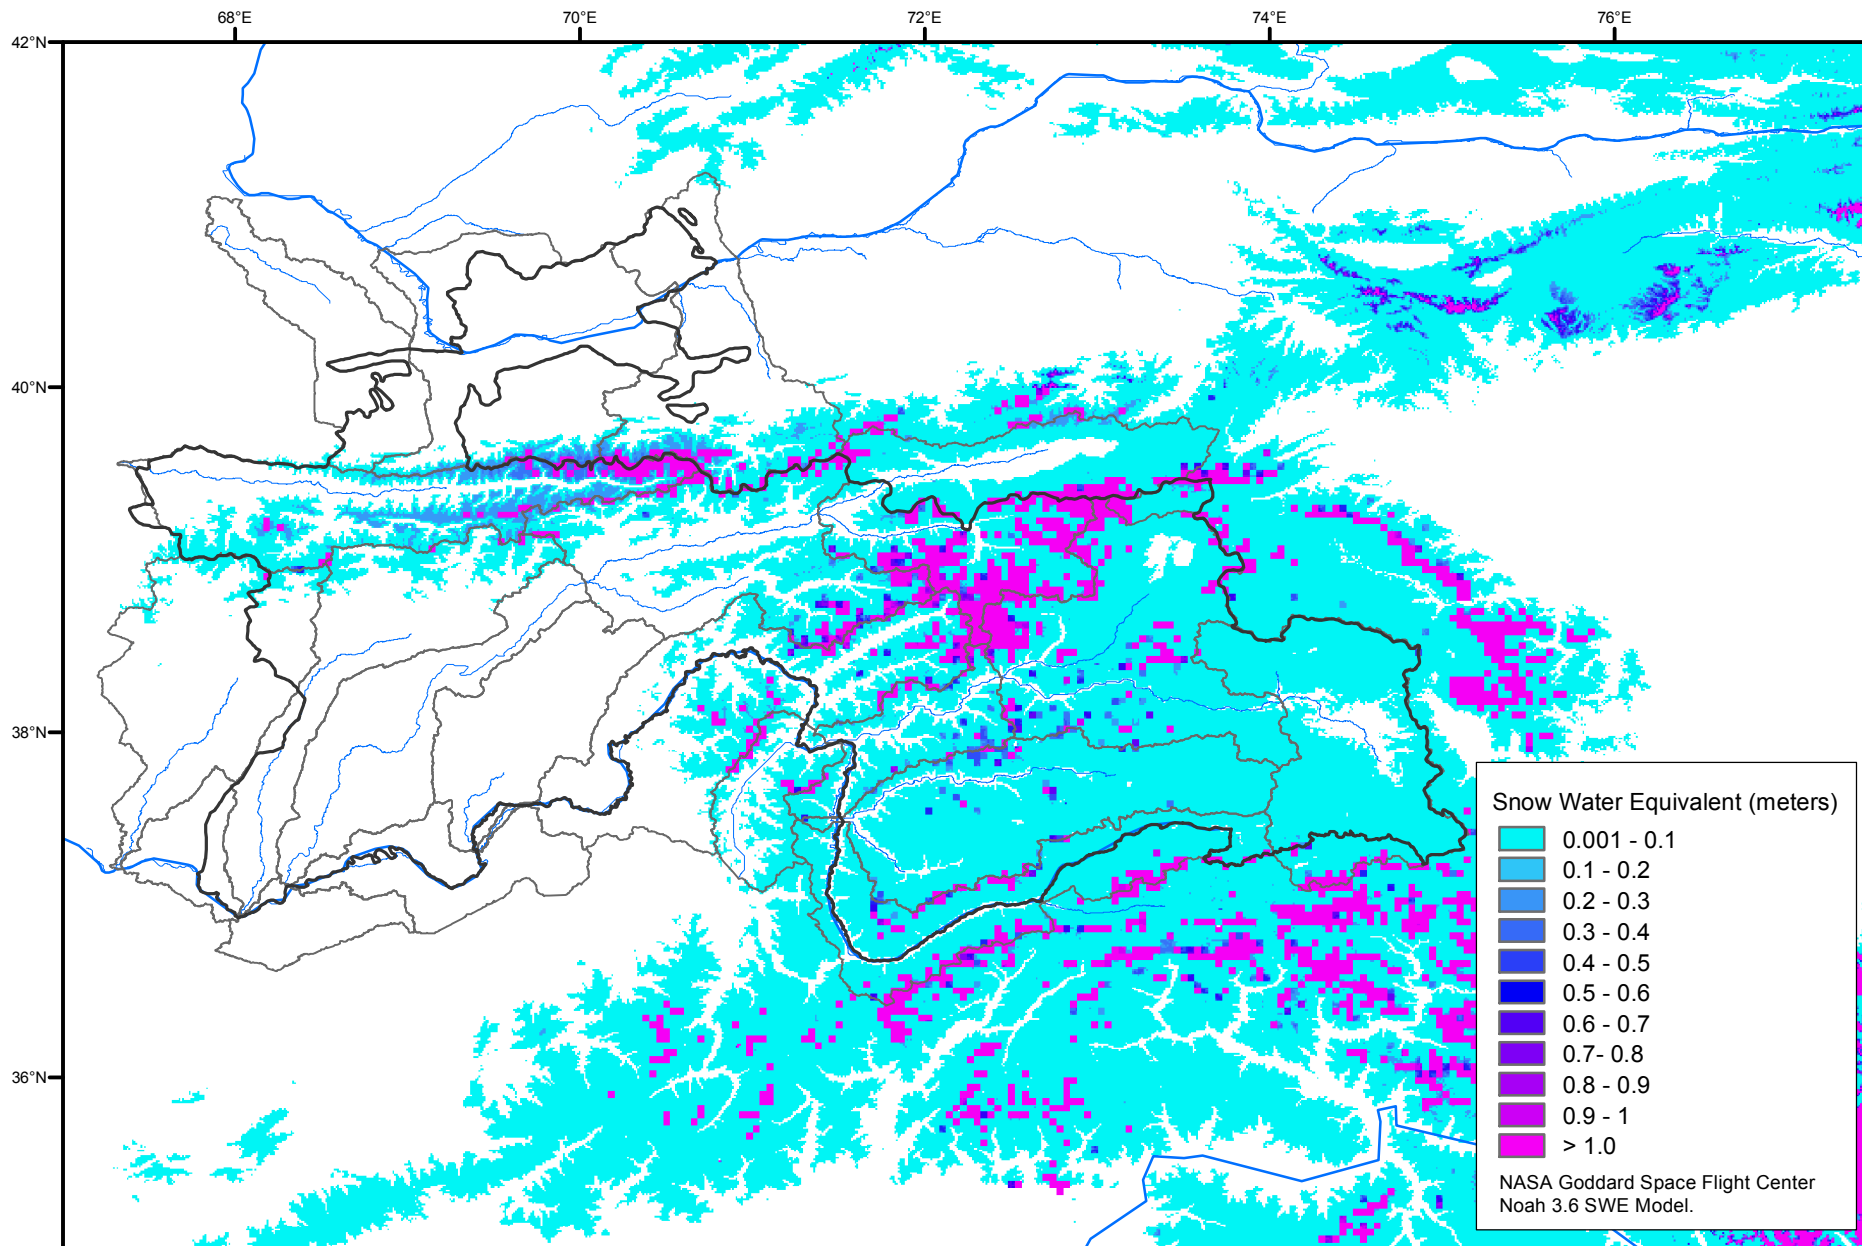 68°E
70°E
72°E
74°E
76°E
42°N
40°N
38°N
36°N
Snow Water Equivalent (meters)
0.001 - 0.1
0.1 - 0.2
0.2 - 0.3
0.3 - 0.4
0.4 - 0.5
0.5 - 0.6
0.6 - 0.7
0.7- 0.8
0.8 - 0.9
0.9 - 1
> 1.0
NASA Goddard Space Flight Center
Noah 3.6 SWE Model.